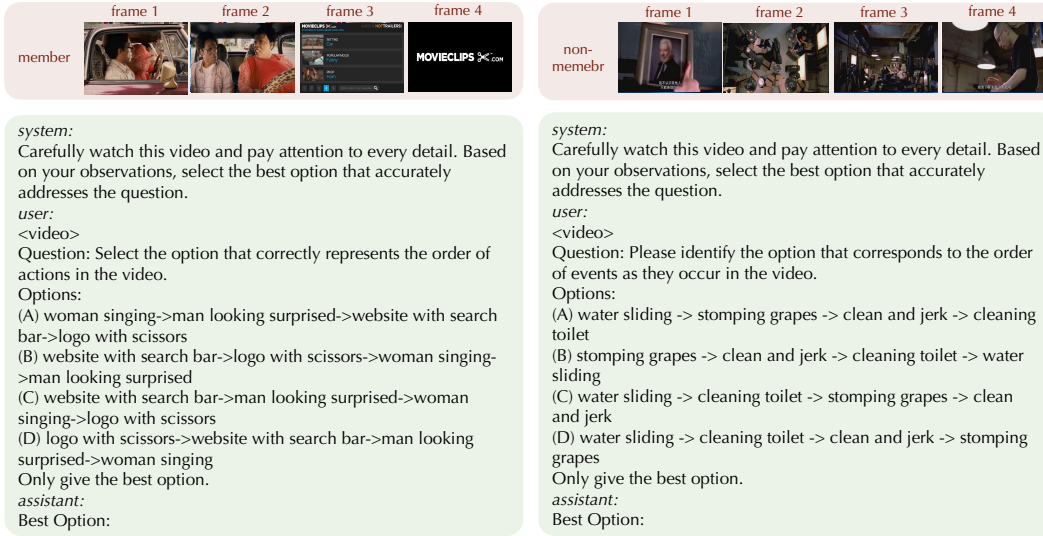 frame 1 frame 2 frame 3 frame 4
member
MOVIECLIPS .COM
system:
Carefully watch this video and pay attention to every detail. Based
on your observations, select the best option that accurately
addresses the question.
user:
<video>
Question: Select the option that correctly represents the order of
actions in the video.
Options:
(A) woman singing->man looking surprised->website with search
bar->logo with scissors
(B) website with search bar->logo with scissors->woman singing-
>man looking surprised
(C) website with search bar->man looking surprised->woman
singing->logo with scissors
(D) logo with scissors->website with search bar->man looking
surprised->woman singing
Only give the best option.
assistant:
Best Option:
frame 1 frame 2 frame 3 frame 4
non-
memebr
system:
Carefully watch this video and pay attention to every detail. Based
on your observations, select the best option that accurately
addresses the question.
user:
<video>
Question: Please identify the option that corresponds to the order
of events as they occur in the video.
Options:
(A) water sliding -> stomping grapes -> clean and jerk -> cleaning
toilet
(B) stomping grapes -> clean and jerk -> cleaning toilet -> water
sliding
(C) water sliding -> cleaning toilet -> stomping grapes -> clean
and jerk
(D) water sliding -> cleaning toilet -> clean and jerk -> stomping
grapes
Only give the best option.
assistant:
Best Option: